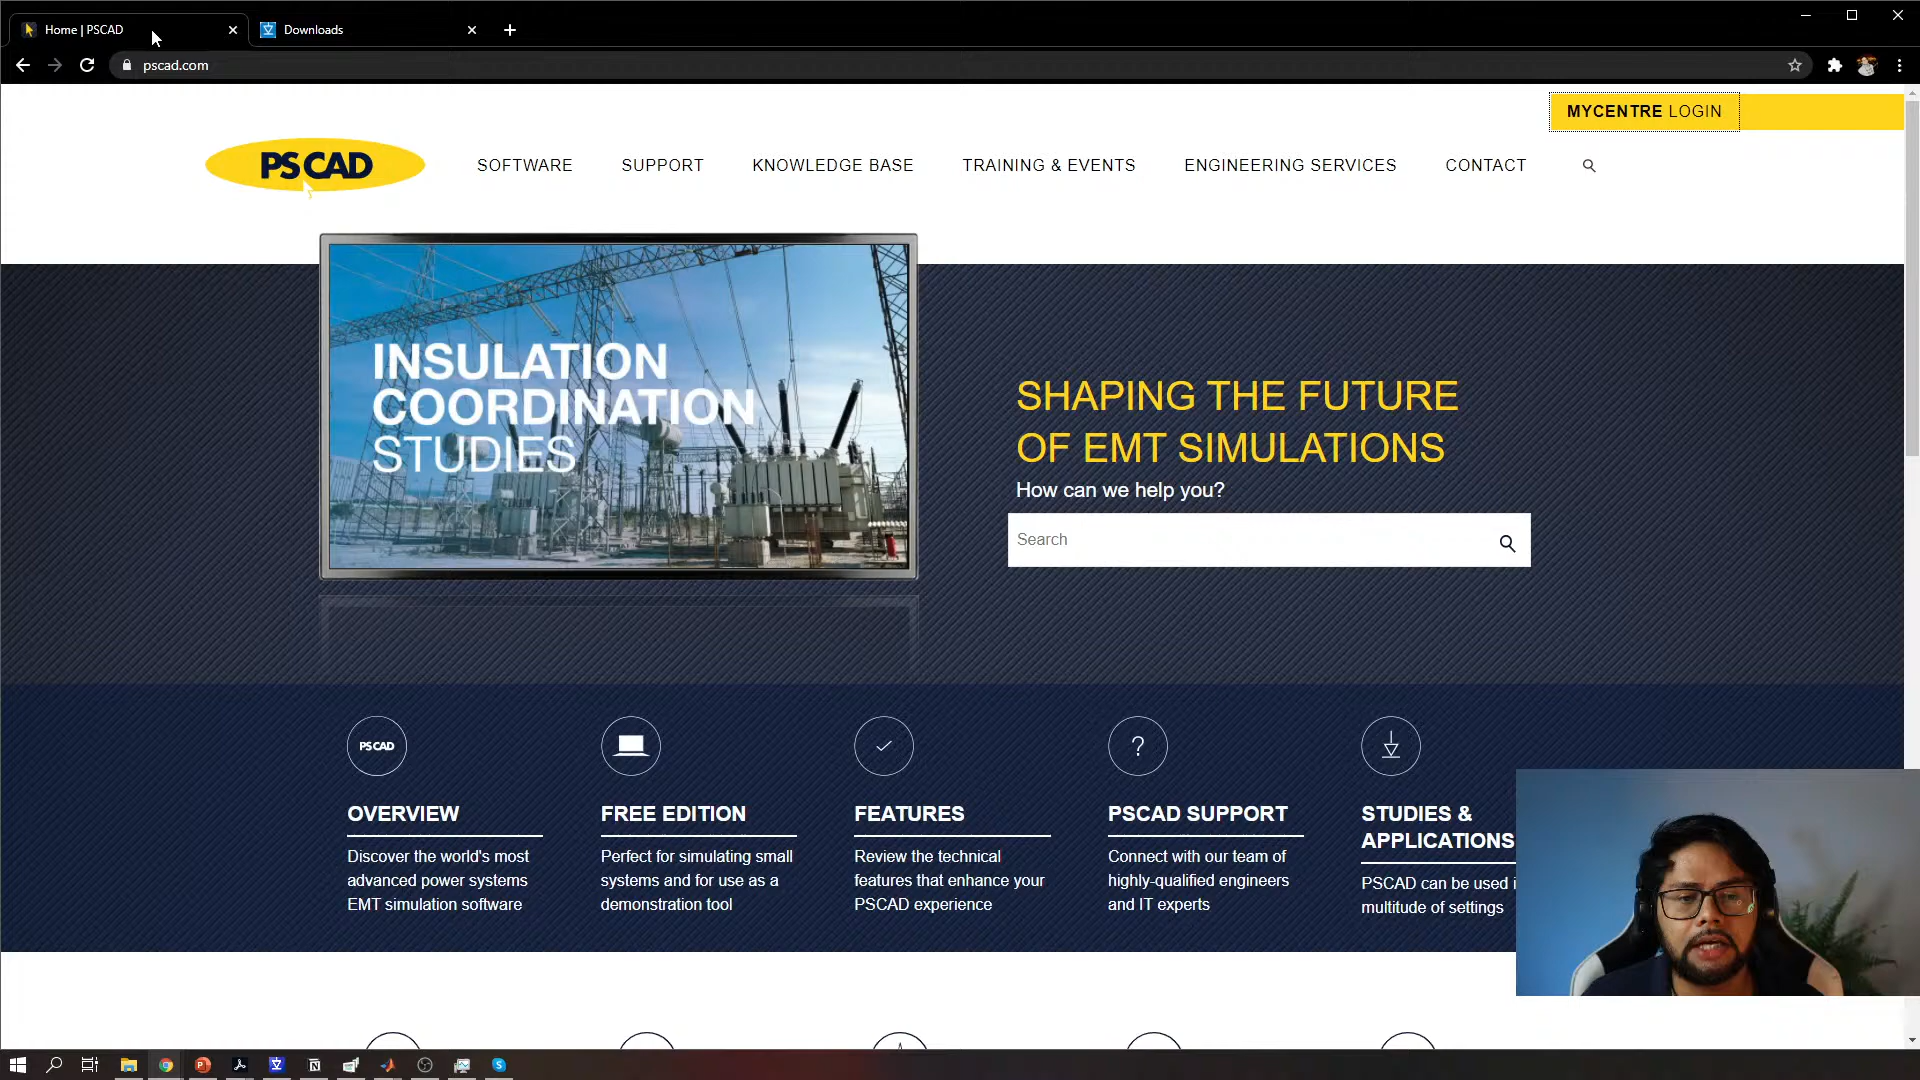 Home | PSCAD
Downloads
pscad.com
MYCENTRE LOGIN
PSCAD
SOFTWARE
SUPPORT
KNOWLEDGE BASE
TRAINING & EVENTS
ENGINEERING SERVICES
CONTACT
INSULATION
COORDINATION
STUDIES
SHAPING THE FUTURE
OF EMT SIMULATIONS
How can we help you?
Search
PSCAD
OVERVIEW
Discover the world's most
advanced power systems
EMT simulation software
FREE EDITION
Perfect for simulating small
systems and for use as a
demonstration tool
FEATURES
Review the technical
features that enhance your
PSCAD experience
?
PSCAD SUPPORT
Connect with our team of
highly-qualified engineers
and IT experts
STUDIES &
APPLICATIONS
PSCAD can be used i
multitude of settings